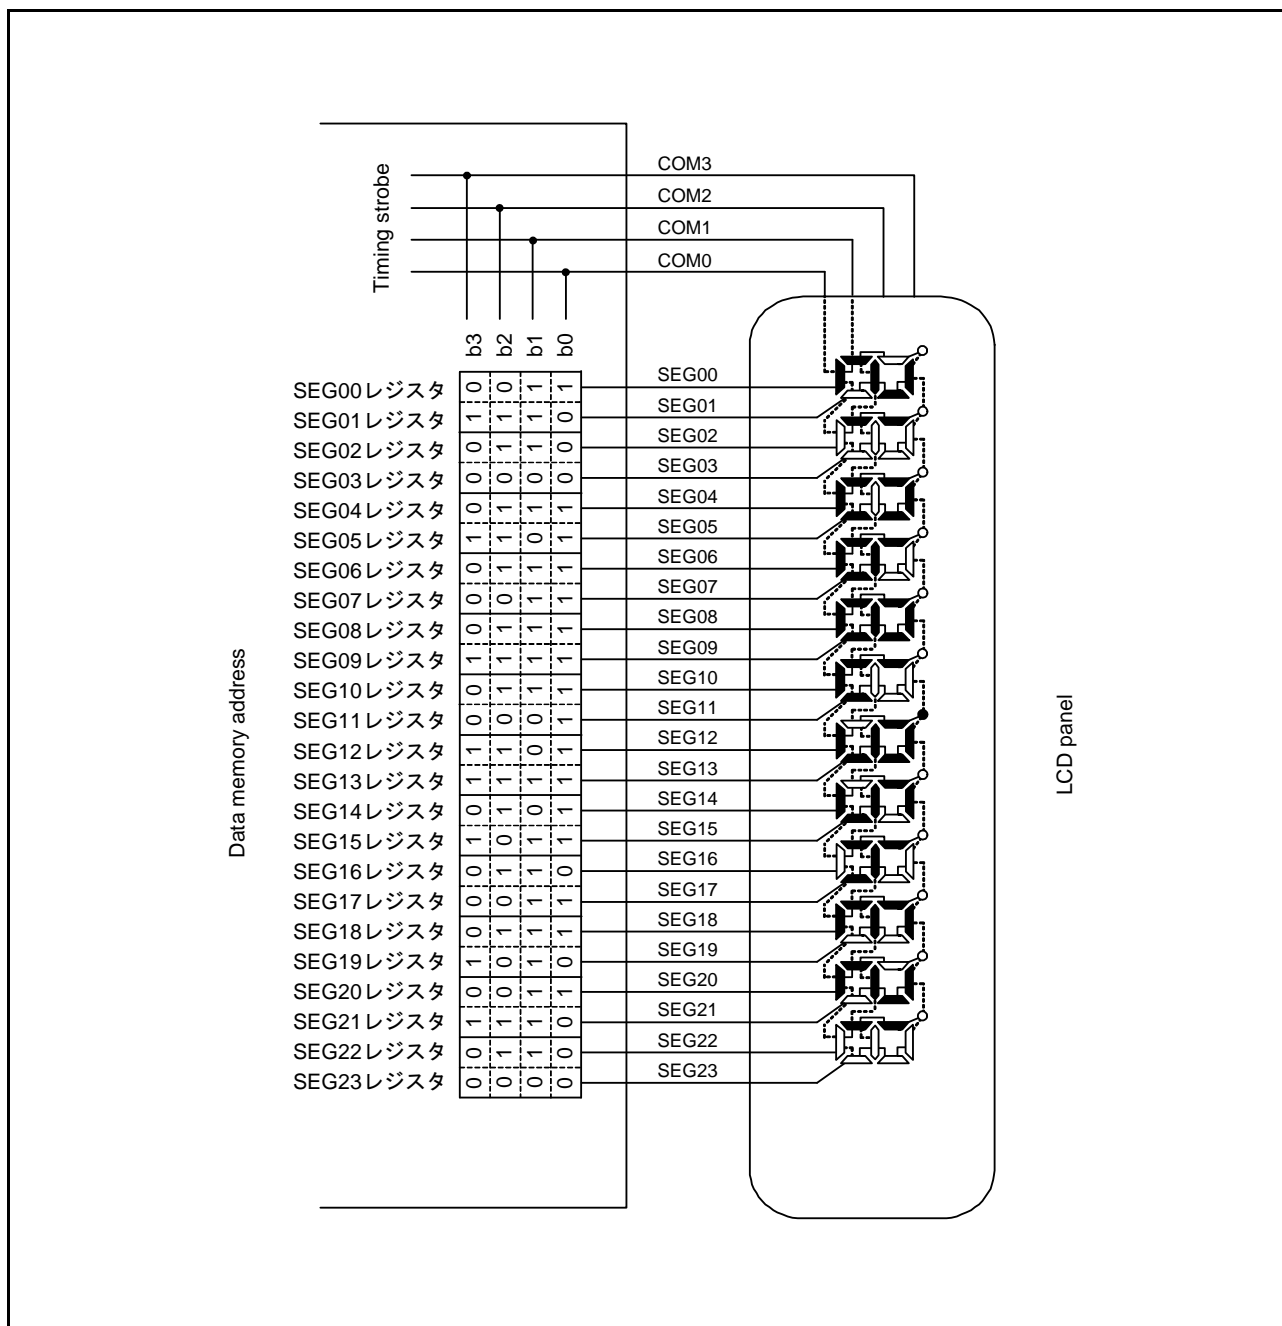 Timing strobe
COM3
COM2
COM1
COM0
b3 b2 b1 b0
SEG00レジスタ 0 0 1 1 SEG00
SEG01レジスタ 1 1 1 0 SEG01
SEG02レジスタ 0 1 1 0 SEG02
SEG03レジスタ 0 0 0 0 SEG03
SEG04レジスタ 0 1 1 1 SEG04
SEG05レジスタ 1 1 0 1 SEG05
SEG06レジスタ 0 1 1 1 SEG06
SEG07レジスタ 0 0 1 1 SEG07
SEG08レジスタ 0 1 1 1 SEG08
SEG09レジスタ 1 1 1 1 SEG09
SEG10レジスタ 0 1 1 1 SEG10
SEG11レジスタ 0 0 0 1 SEG11
SEG12レジスタ 1 1 0 1 SEG12
SEG13レジスタ 1 1 1 1 SEG13
SEG14レジスタ 0 1 0 1 SEG14
SEG15レジスタ 1 0 1 1 SEG15
SEG16レジスタ 0 1 1 0 SEG16
SEG17レジスタ 0 0 1 1 SEG17
SEG18レジスタ 0 1 1 1 SEG18
SEG19レジスタ 1 0 1 0 SEG19
SEG20レジスタ 0 0 1 1 SEG20
SEG21レジスタ 1 1 1 0 SEG21
SEG22レジスタ 0 1 1 0 SEG22
SEG23レジスタ 0 0 0 0 SEG23
Data memory address
LCD panel